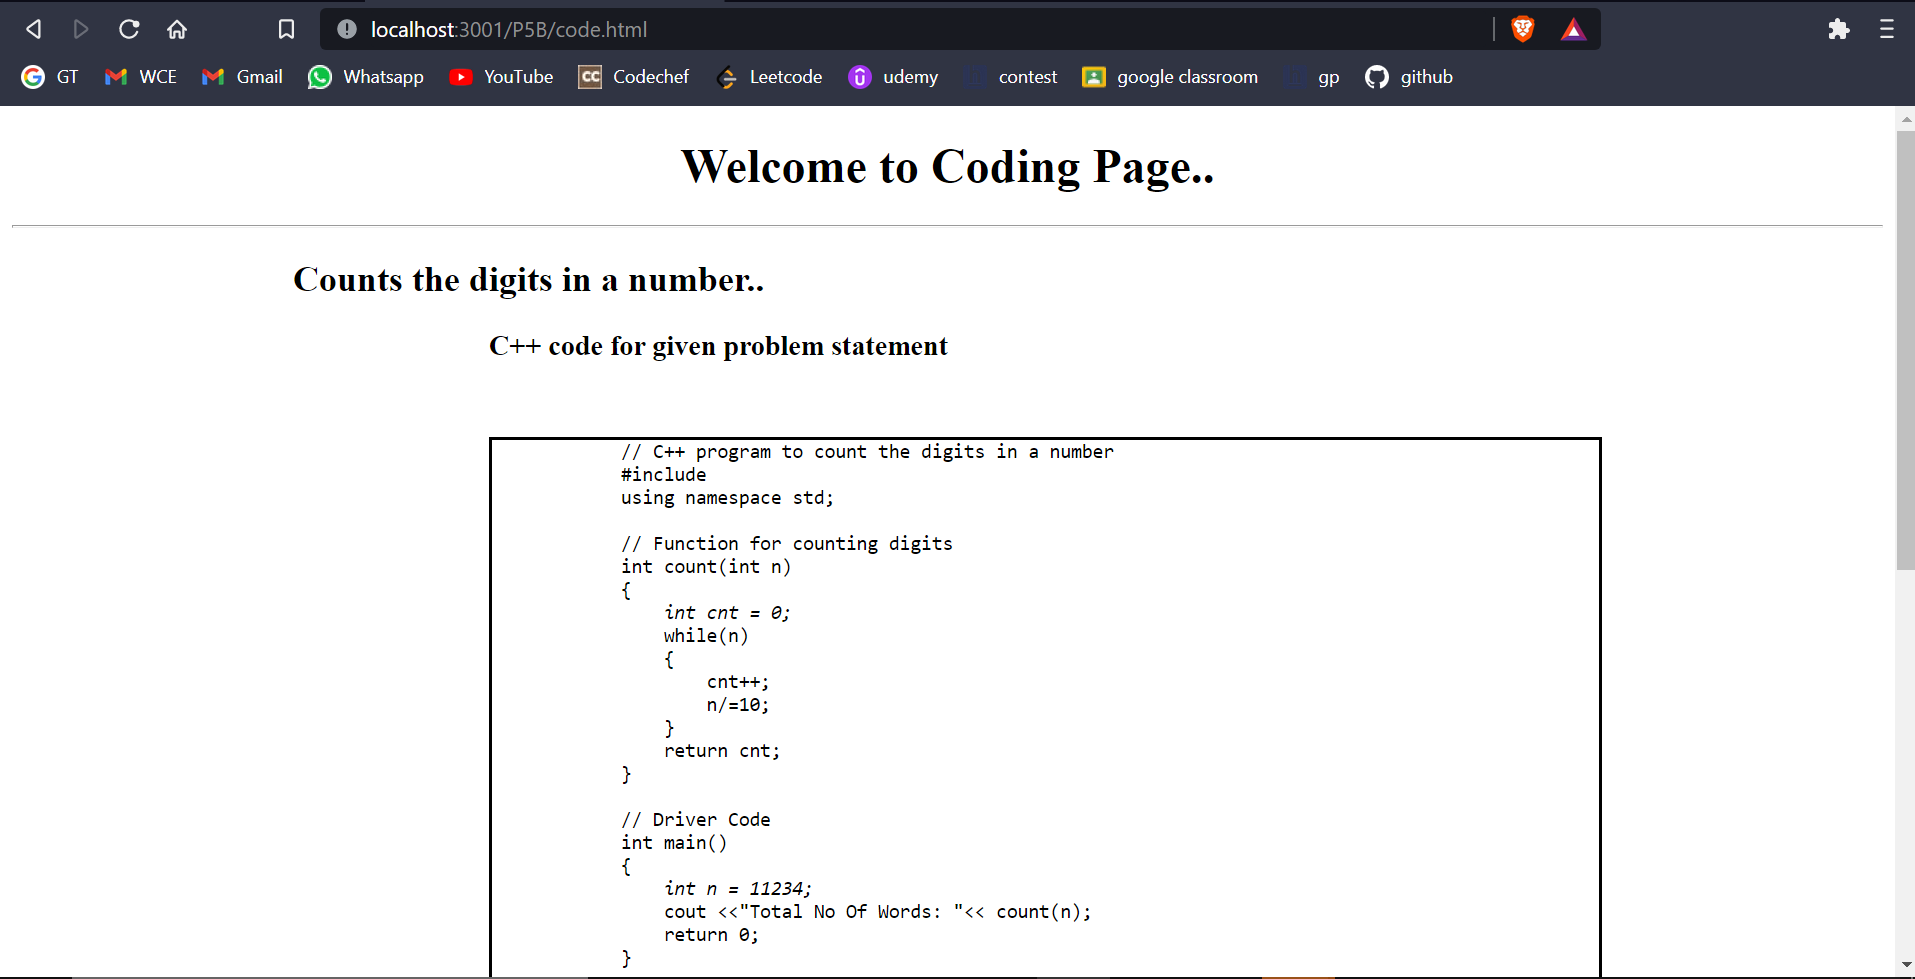 localhost:3001/P5B/code.html
GT WCE Gmail Whatsapp YouTube CC Codechef Leetcode udemy contest google classroom gp github
Welcome to Coding Page..
Counts the digits in a number..
C++ code for given problem statement
// C++ program to count the digits in a number
#include
using namespace std;
// Function for counting digits
int count(int n)
{
int cnt = 0;
while(n)
{
cnt++;
n/=10;
}
return cnt;
}
// Driver Code
int main()
{
int n = 11234;
cout <<"Total No Of Words: "<< count(n);
return 0;
}